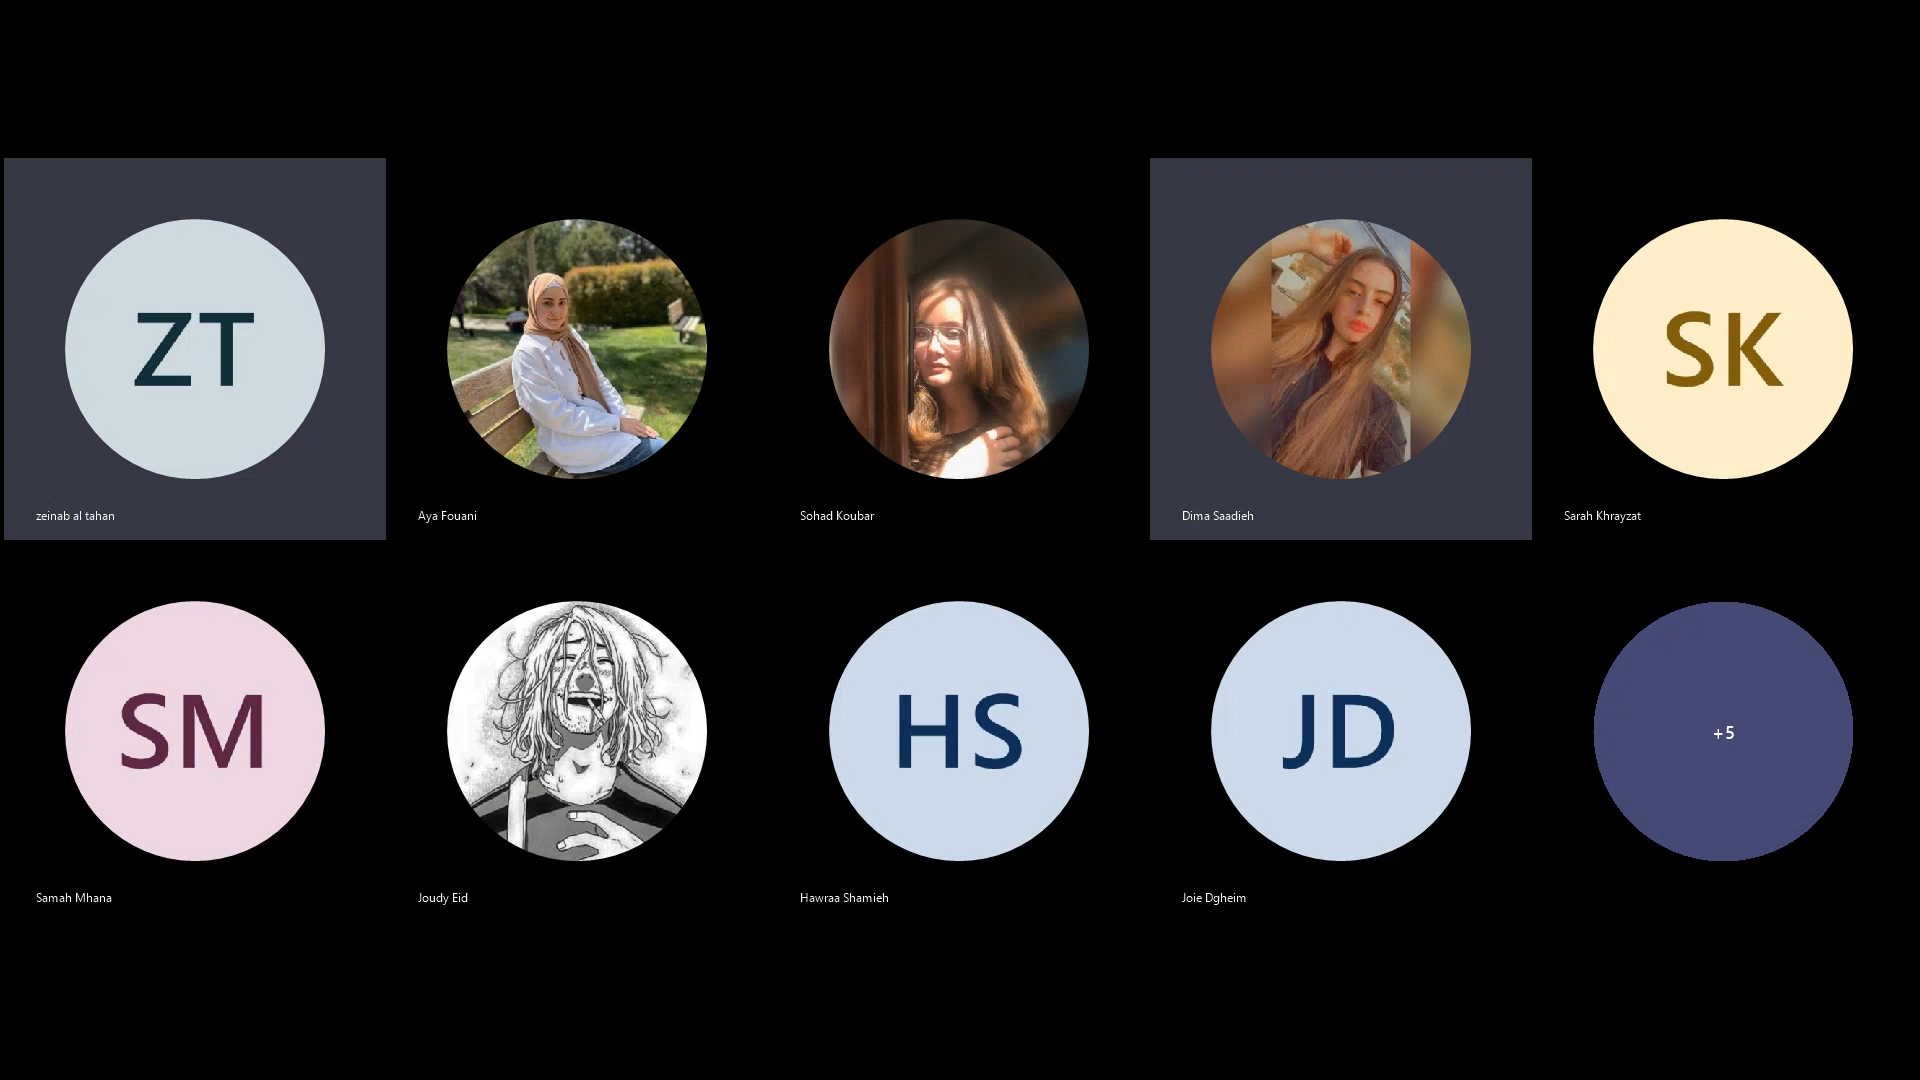 ZT
zeinab al tahan
Aya Fouani
Sohad Koubar
Dima Saadieh
SK
Sarah Khrayzat
SM
Samah Mhana
Joudy Eid
HS
Hawraa Shamieh
JD
Joie Dgheim
+5